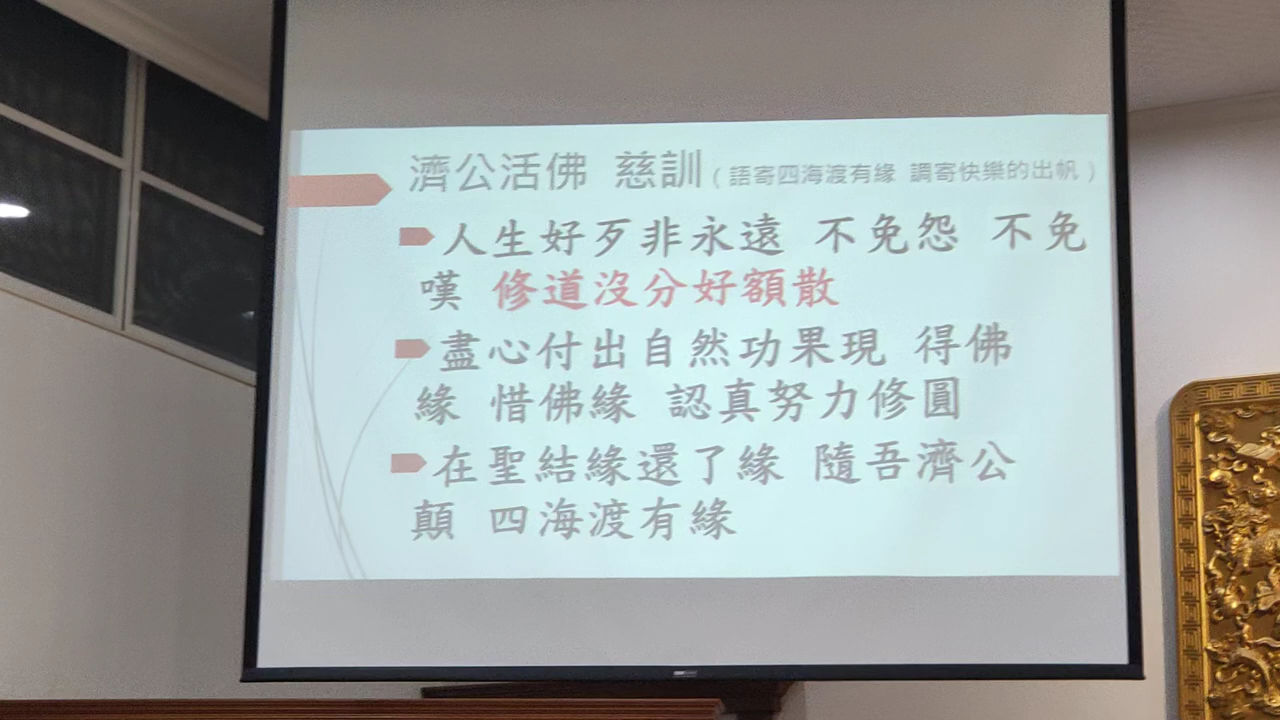 濟公活佛 慈訓(語寄四海渡有緣 調寄快樂的出帆)
人生好歹非永遠 不免怨 不免
嘆 修道沒分好額散
盡心付出自然功果現 得佛
緣 惜佛緣 認真努力修圓
在聖結緣還了緣 隨吾濟公
顛 四海渡有緣